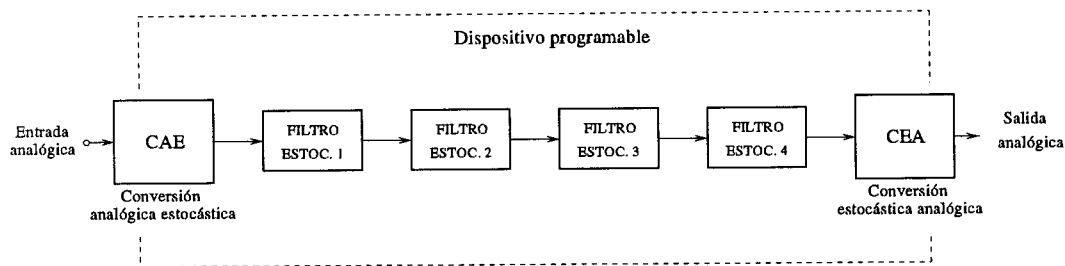 Dispositivo programable
Entrada
analógica
CAE
FILTRO
ESTOC. 1
FILTRO
ESTOC. 2
FILTRO
ESTOC. 3
FILTRO
ESTOC. 4
CEA
Salida
analógica
Conversión
analógica estocástica
Conversión
estocástica analógica